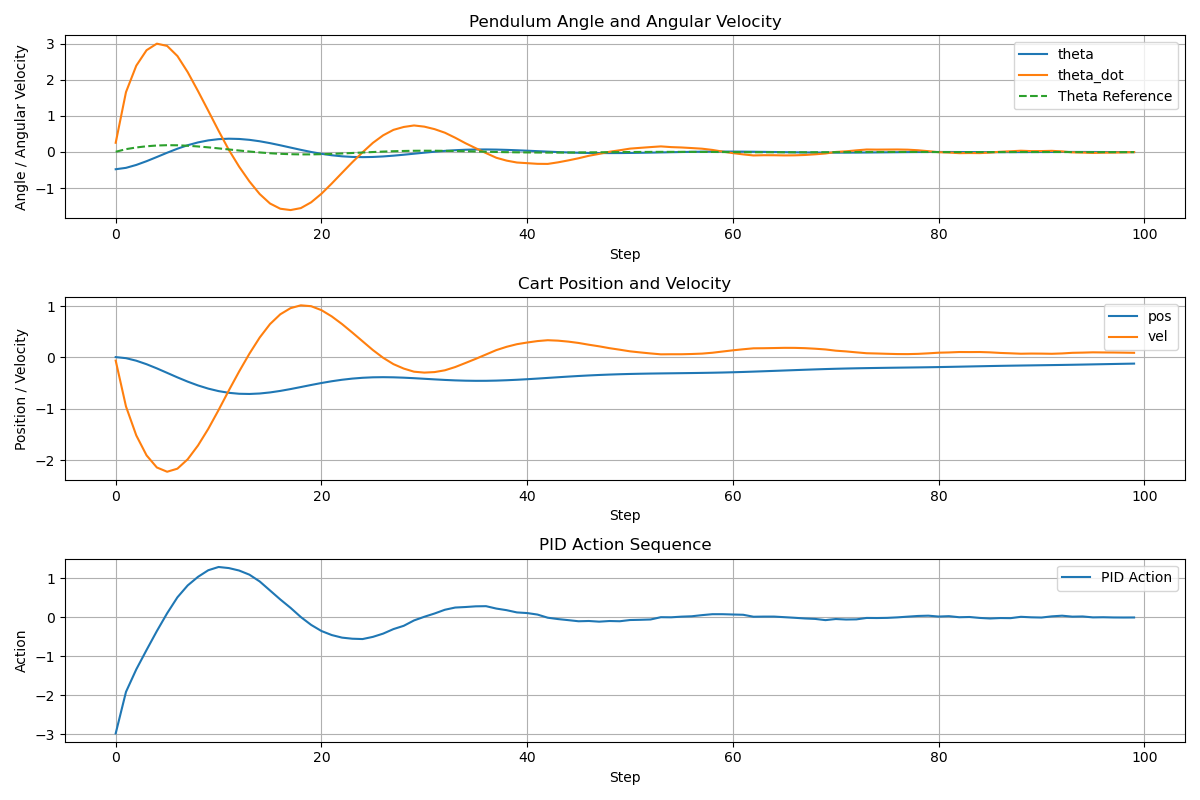 Pendulum Angle and Angular Velocity
Angle / Angular Velocity
3
2
1
0
−1
theta
theta_dot
Theta Reference
0 20 40 60 80 100
Step
Cart Position and Velocity
Position / Velocity
1
0
−1
−2
pos
vel
0 20 40 60 80 100
Step
PID Action Sequence
Action
1
0
−1
−2
−3
PID Action
0 20 40 60 80 100
Step